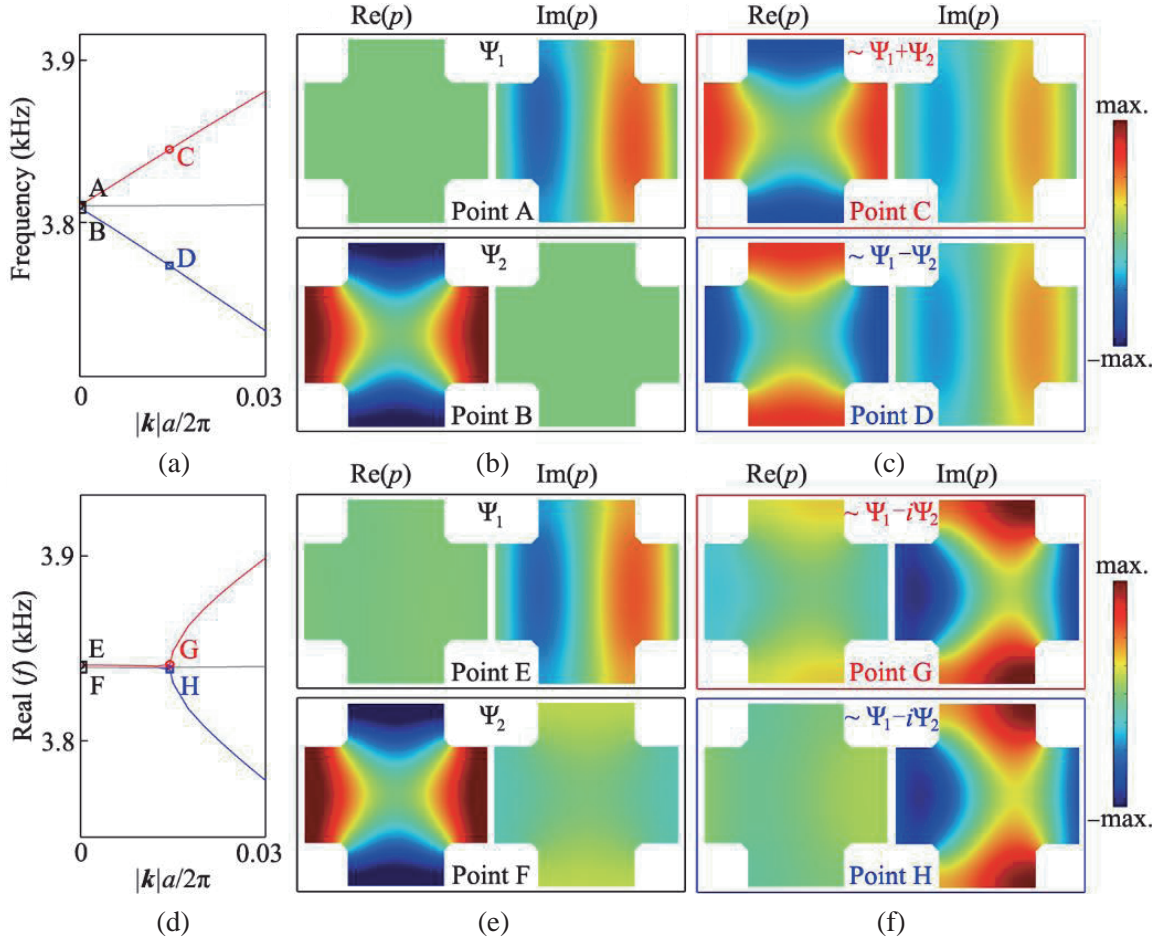 Re(p) Im(p) Re(p) Im(p)
3.9
3.8
Frequency (kHz)
A
B
C
D
0 0.03
|k|a/2π
(a)
Ψ1
Point A
Ψ2
Point B
(b)
~ Ψ1+Ψ2
Point C
~ Ψ1−Ψ2
Point D
(c)
max.
−max.
Re(p) Im(p) Re(p) Im(p)
3.9
3.8
Real (f) (kHz)
E
F
G
H
0 0.03
|k|a/2π
(d)
Ψ1
Point E
Ψ2
Point F
(e)
~ Ψ1−iΨ2
Point G
~ Ψ1−iΨ2
Point H
(f)
max.
−max.